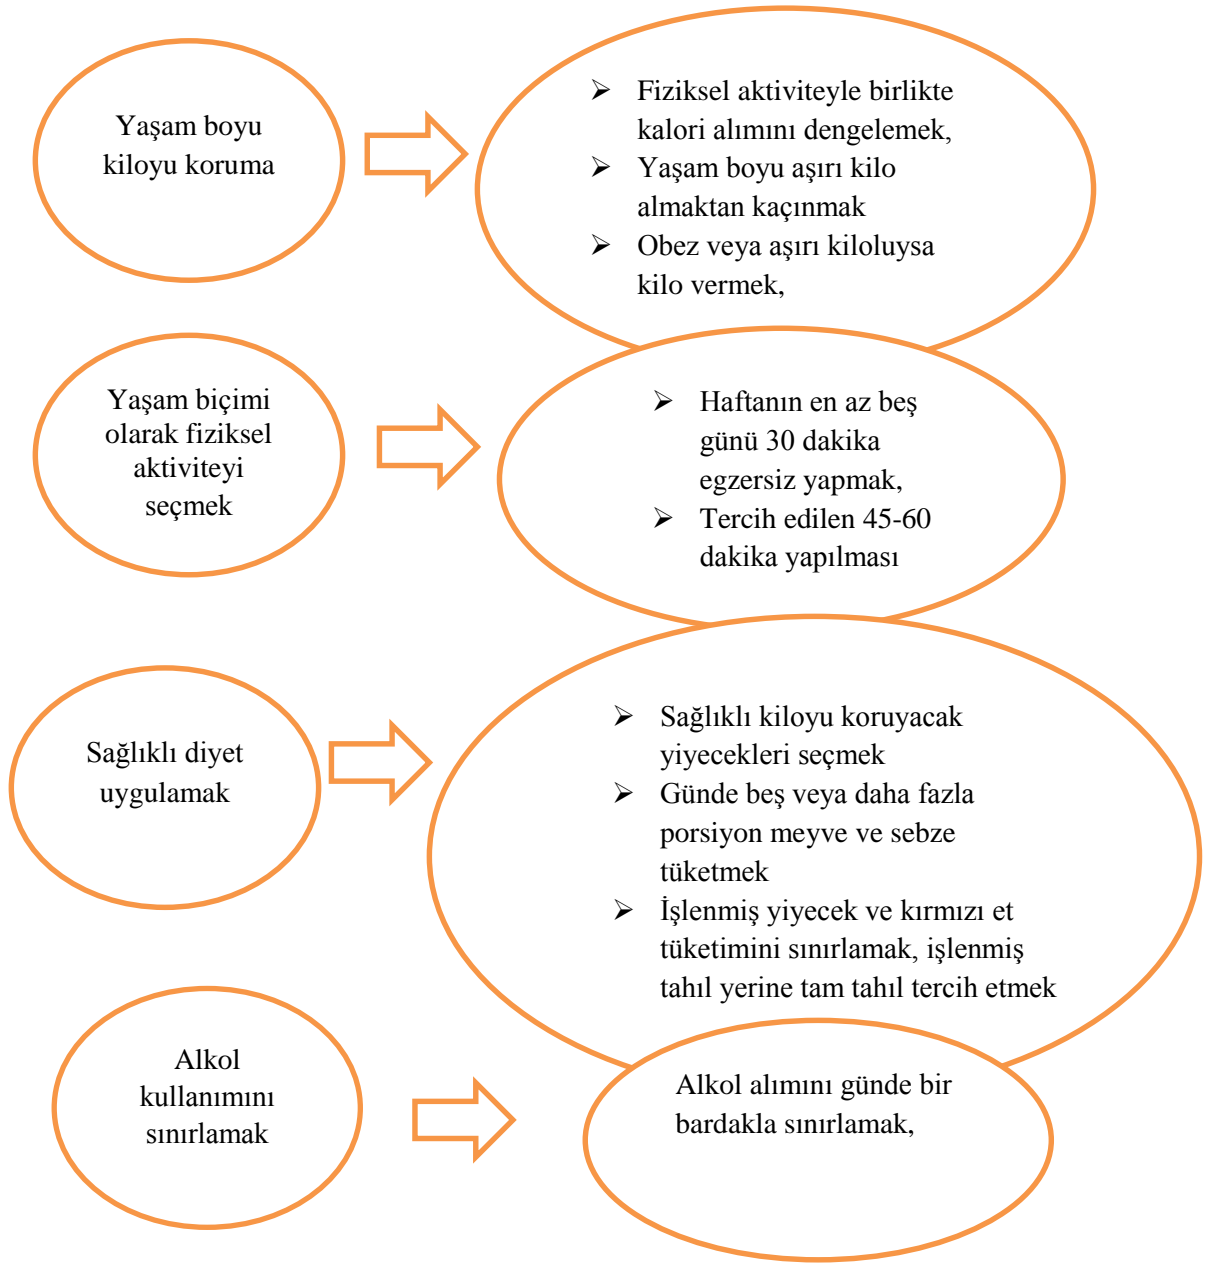 Yaşam boyu
kiloyu koruma
➢ Fiziksel aktiviteyle birlikte
kalori alımını dengelemek,
➢ Yaşam boyu aşırı kilo
almaktan kaçınmak
➢ Obez veya aşırı kiloluysa
kilo vermek,
Yaşam biçimi
olarak fiziksel
aktiviteyi
seçmek
➢ Haftanın en az beş
günü 30 dakika
egzersiz yapmak,
➢ Tercih edilen 45-60
dakika yapılması
Sağlıklı diyet
uygulamak
➢ Sağlıklı kiloyu koruyacak
yiyecekleri seçmek
➢ Günde beş veya daha fazla
porsiyon meyve ve sebze
tüketmek
➢ İşlenmiş yiyecek ve kırmızı et
tüketimini sınırlamak, işlenmiş
tahıl yerine tam tahıl tercih etmek
Alkol
kullanımını
sınırlamak
Alkol alımını günde bir
bardakla sınırlamak,